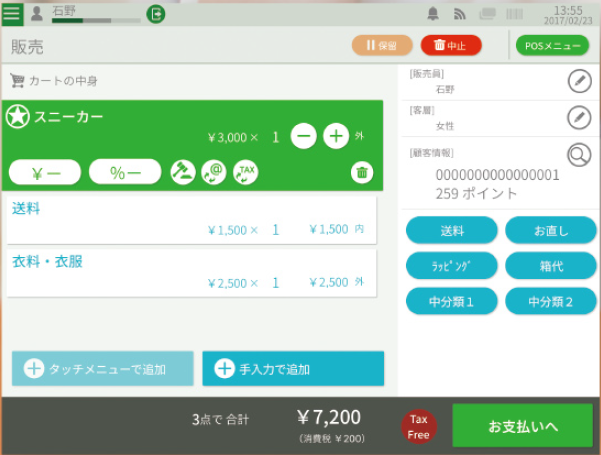 石野
13:55
2017/02/23
販売
保留
中止
POSメニュー
カートの中身
スニーカー
￥3,000 × 1 外
￥ー
%ー
@
TAX
送料
￥1,500 × 1 ￥1,500 内
衣料・衣服
￥2,500 × 1 ￥2,500 外
タッチメニューで追加
手入力で追加
[販売員]
石野
[客層]
女性
[顧客情報]
0000000000000001
259 ポイント
送料
お直し
ﾗｯﾋﾟﾝｸﾞ
箱代
中分類１
中分類２
3点で 合計
￥7,200
(消費税 ￥200)
Tax
Free
お支払いへ